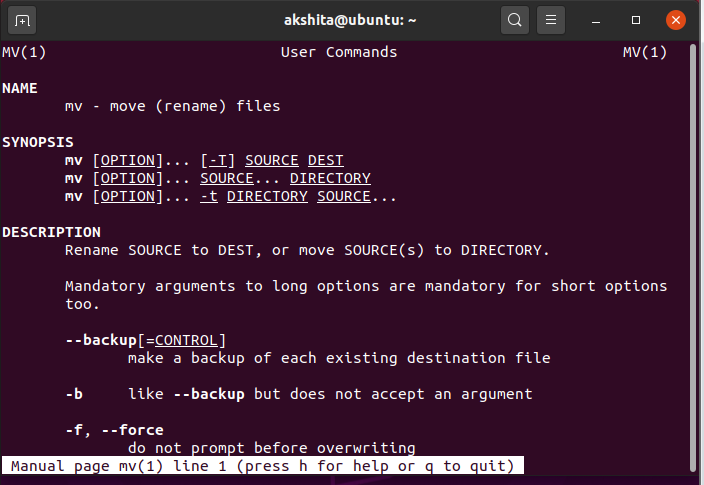 akshita@ubuntu: ~
MV(1) User Commands MV(1)
NAME
mv - move (rename) files
SYNOPSIS
mv [OPTION]... [-T] SOURCE DEST
mv [OPTION]... SOURCE... DIRECTORY
mv [OPTION]... -t DIRECTORY SOURCE...
DESCRIPTION
Rename SOURCE to DEST, or move SOURCE(s) to DIRECTORY.
Mandatory arguments to long options are mandatory for short options
too.
--backup[=CONTROL]
make a backup of each existing destination file
-b like --backup but does not accept an argument
-f, --force
do not prompt before overwriting
Manual page mv(1) line 1 (press h for help or q to quit)